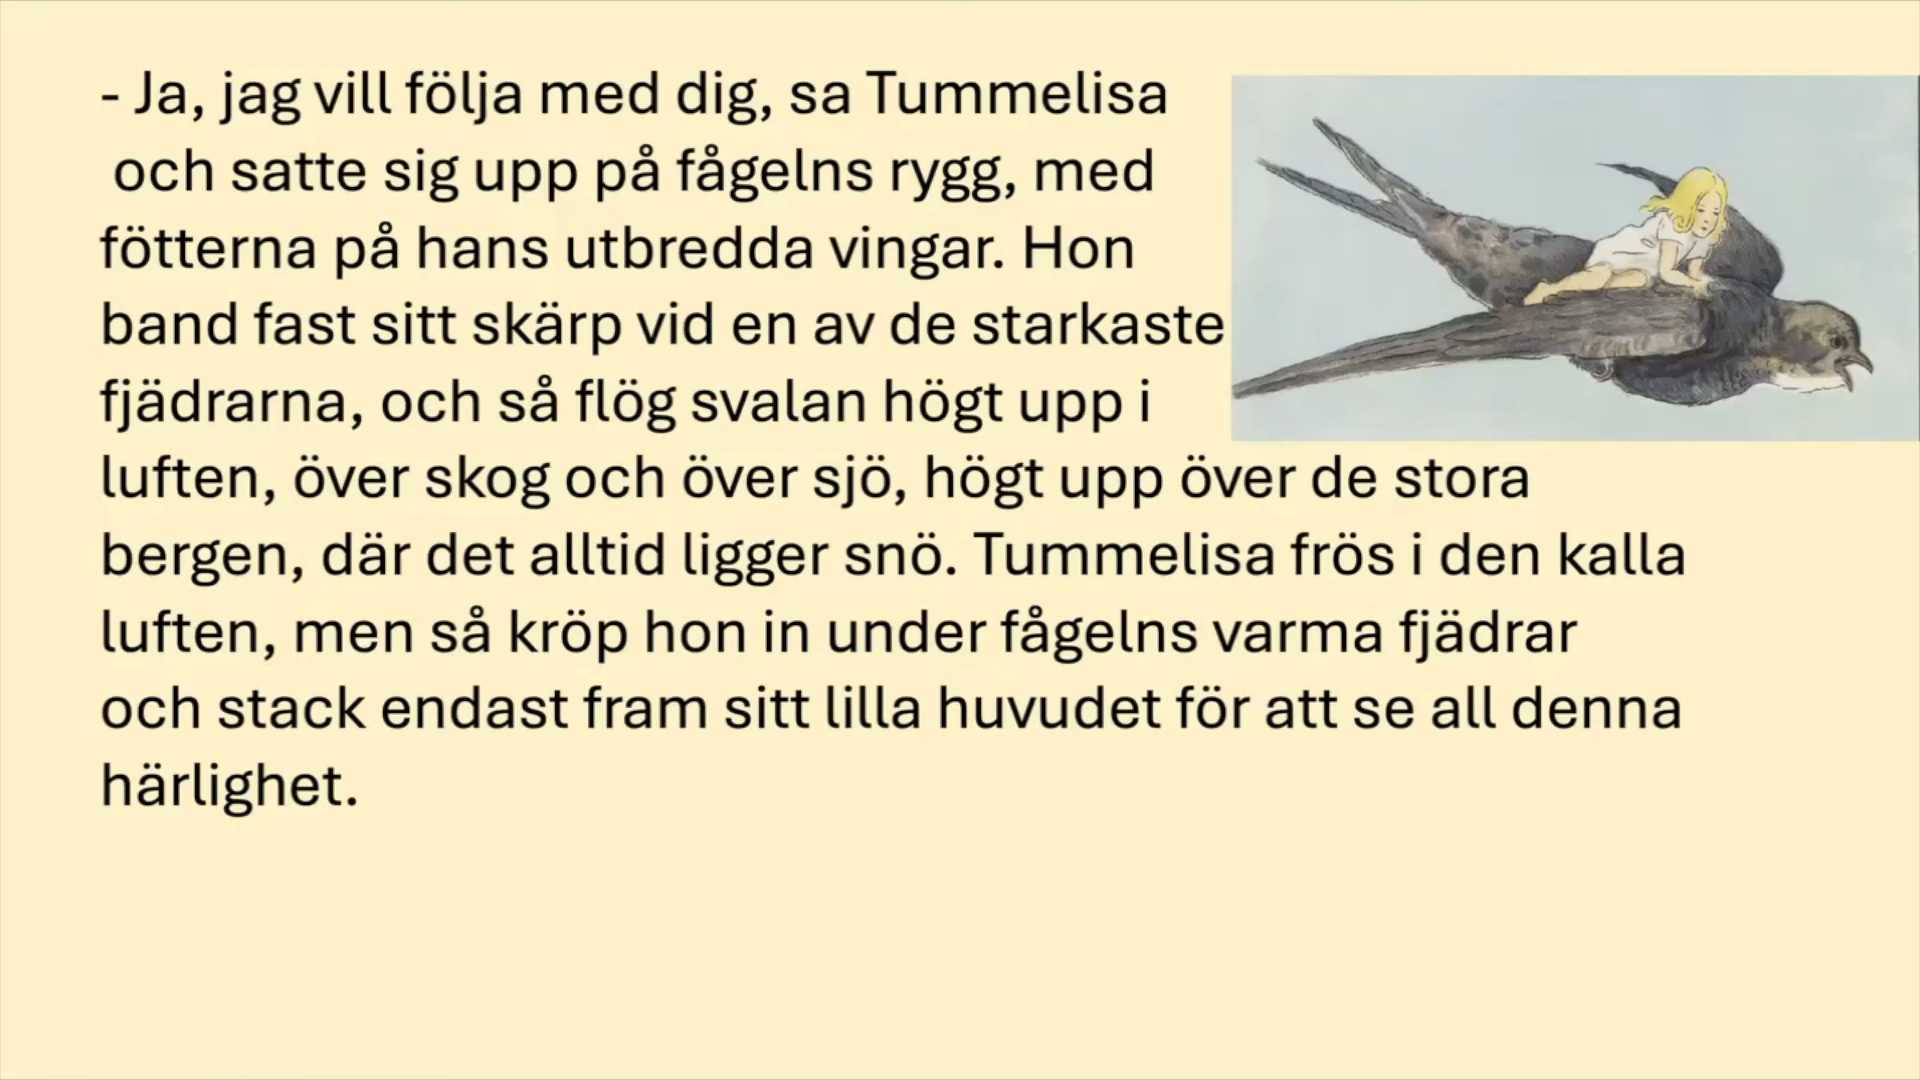 - Ja, jag vill följa med dig, sa Tummelisa
och satte sig upp på fågelns rygg, med
fötterna på hans utbredda vingar. Hon
band fast sitt skärp vid en av de starkaste
fjädrarna, och så flög svalan högt upp i
luften, över skog och över sjö, högt upp över de stora
bergen, där det alltid ligger snö. Tummelisa frös i den kalla
luften, men så kröp hon in under fågelns varma fjädrar
och stack endast fram sitt lilla huvudet för att se all denna
härlighet.